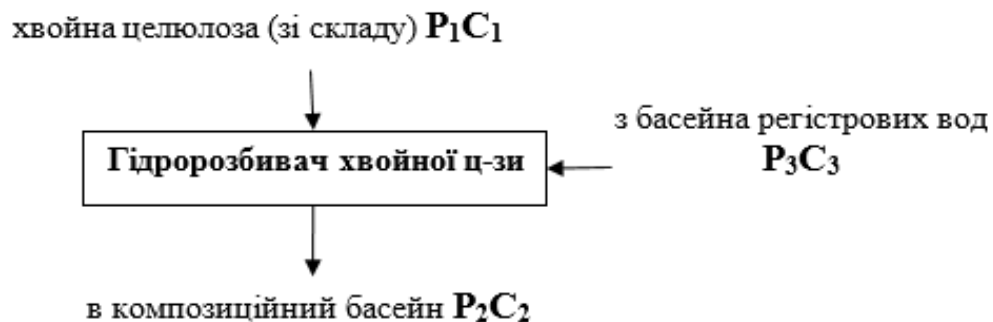 хвойна целюлоза (зі складу) P₁C₁
з басейна регістрових вод
P₃C₃
Гідророзбивач хвойної ц-зи
в композиційний басейн P₂C₂